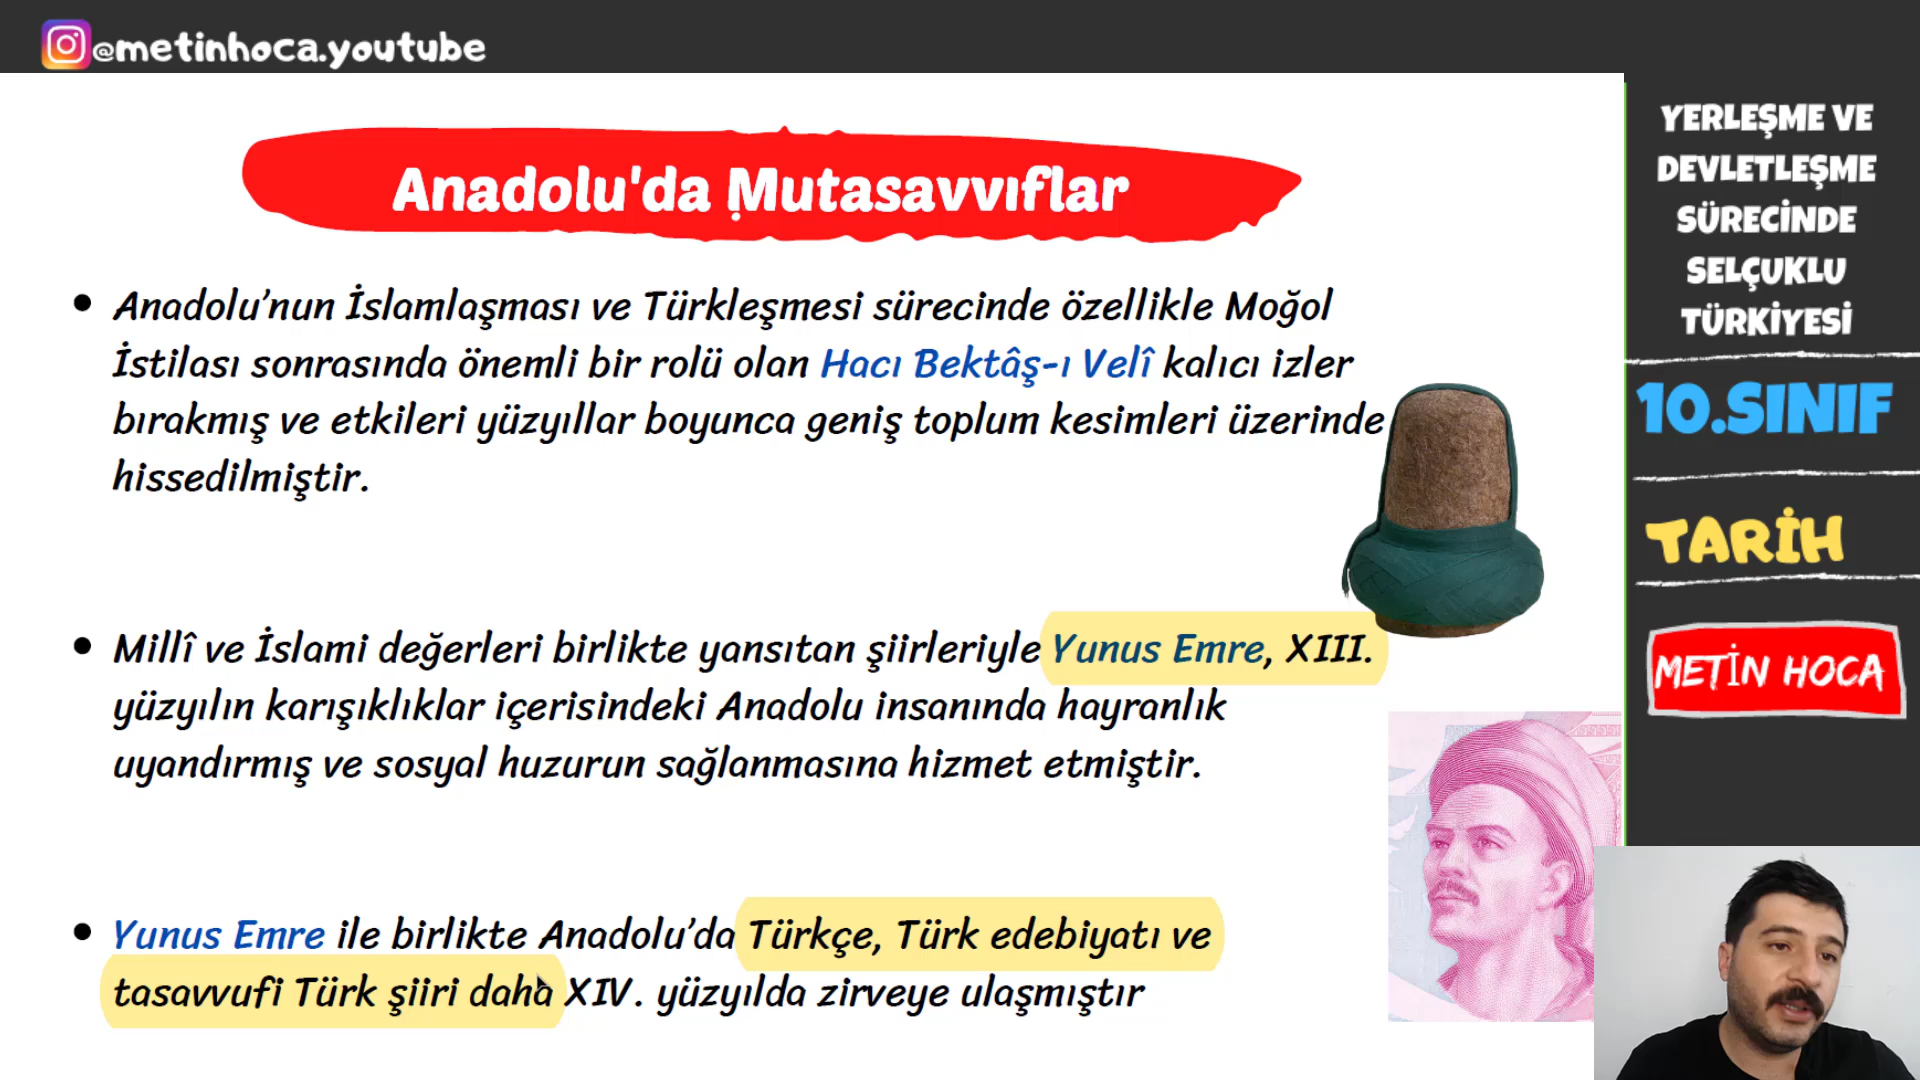 @metinhoca.youtube
Anadolu'da Mutasavvıflar
Anadolu’nun İslamlaşması ve Türkleşmesi sürecinde özellikle Moğol
İstilası sonrasında önemli bir rolü olan Hacı Bektâş-ı Velî kalıcı izler
bırakmış ve etkileri yüzyıllar boyunca geniş toplum kesimleri üzerinde
hissedilmiştir.
Millî ve İslami değerleri birlikte yansıtan şiirleriyle Yunus Emre, XIII.
yüzyılın karışıklıklar içerisindeki Anadolu insanında hayranlık
uyandırmış ve sosyal huzurun sağlanmasına hizmet etmiştir.
Yunus Emre ile birlikte Anadolu’da Türkçe, Türk edebiyatı ve
tasavvufi Türk şiiri daha XIV. yüzyılda zirveye ulaşmıştır
YERLEŞME VE
DEVLETLEŞME
SÜRECİNDE
SELÇUKLU
TÜRKİYESİ
10.SINIF
TARİH
METİN HOCA